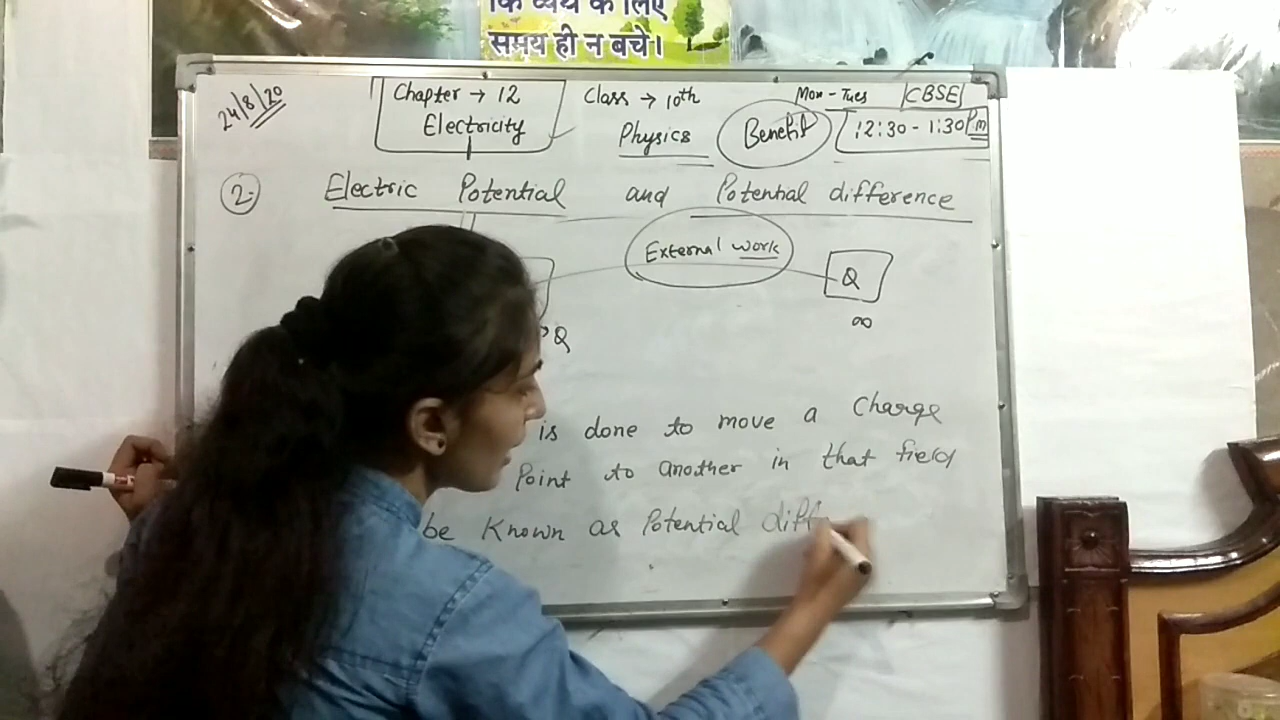 कि व्यर्थ के लिए
समय ही न बचे।
24/8/20
Chapter → 12
Electricity
Class → 10th
Physics
Benefit
Mon - Tues
CBSE
12:30 - 1:30 Pm
2.
Electric Potential and Potential difference
External work
Q
∞
Q
is done to move a Charge
Point to another in that field
be Known as Potential diff